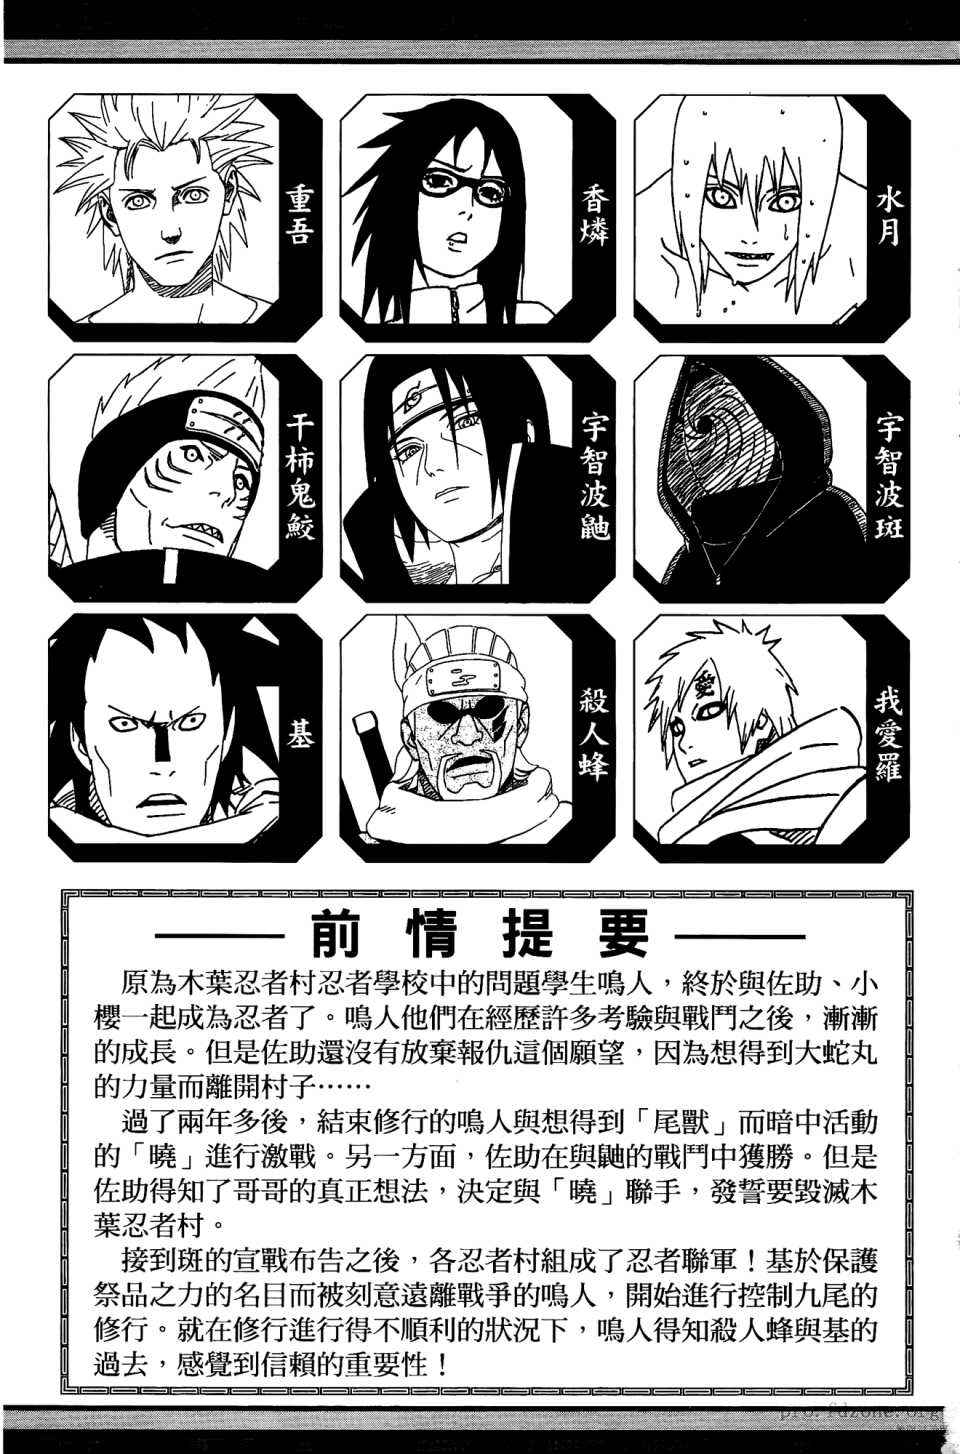 水月
香燐
重吾
宇智波斑
宇智波鼬
干柿鬼鮫
我愛羅
殺人蜂
基
愛
前情提要
原為木葉忍者村忍者學校中的問題學生鳴人，終於與佐助、小
櫻一起成為忍者了。鳴人他們在經歷許多考驗與戰鬥之後，漸漸
的成長。但是佐助還沒有放棄報仇這個願望，因為想得到大蛇丸
的力量而離開村子……
過了兩年多後，結束修行的鳴人與想得到「尾獸」而暗中活動
的「曉」進行激戰。另一方面，佐助在與鼬的戰鬥中獲勝。但是
佐助得知了哥哥的真正想法，決定與「曉」聯手，發誓要毀滅木
葉忍者村。
接到斑的宣戰布告之後，各忍者村組成了忍者聯軍！基於保護
祭品之力的名目而被刻意遠離戰爭的鳴人，開始進行控制九尾的
修行。就在修行進行得不順利的狀況下，鳴人得知殺人蜂與基的
過去，感覺到信賴的重要性！
pro.fdzone.org